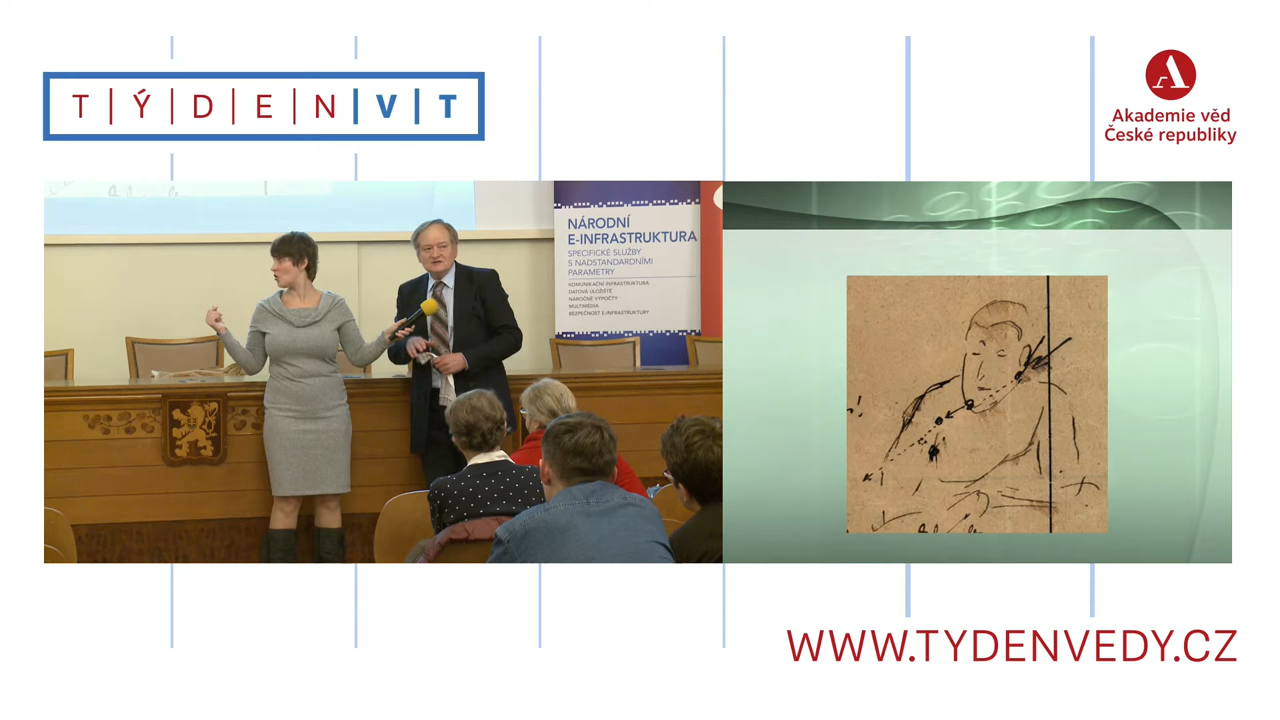 TÝDENVT
Akademie věd
České republiky
NÁRODNÍ
E-INFRASTRUKTURA
SPECIFICKÉ SLUŽBY
S NADSTANDARDNÍMI
PARAMETRY
KOMUNIKAČNÍ INFRASTRUKTURA
DATOVÁ ÚLOŽIŠTĚ
NÁROČNÉ VÝPOČTY
MULTIMÉDIA
BEZPEČNOST E-INFRASTRUKTURY
WWW.TYDENVEDY.CZ